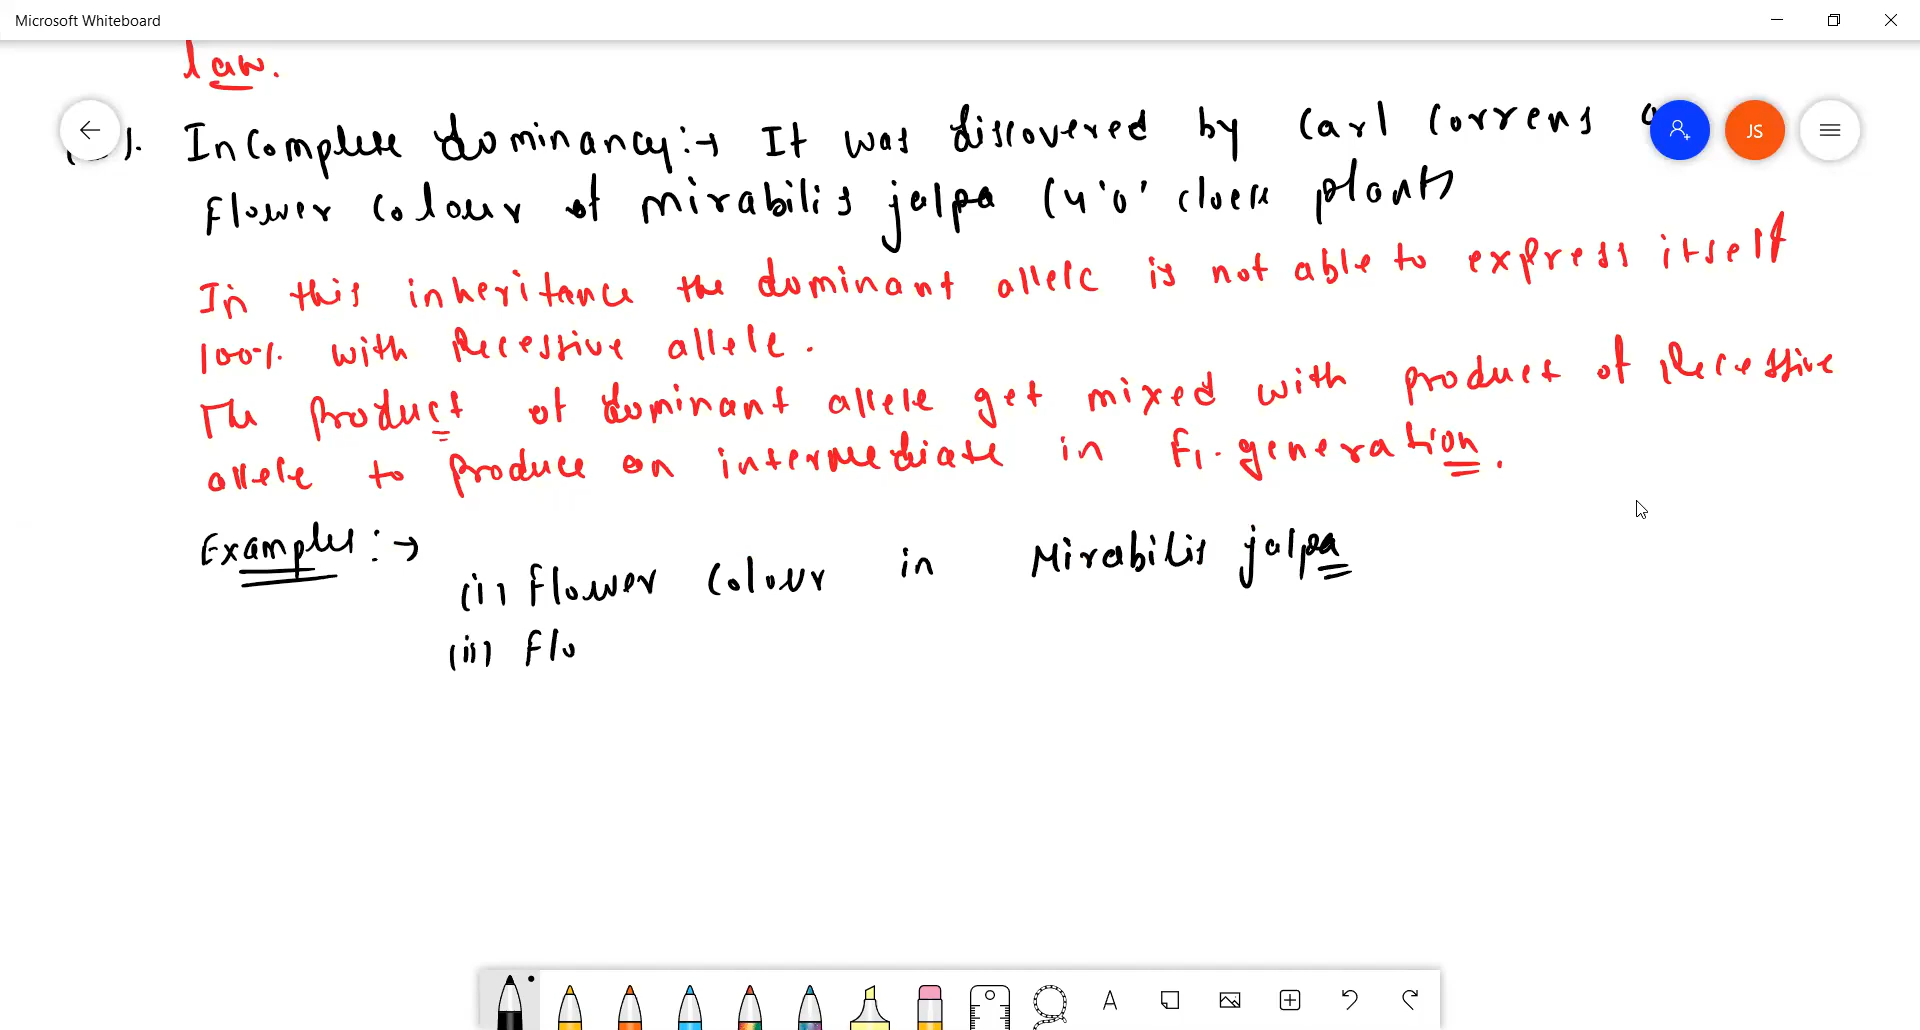 Microsoft Whiteboard
law.
JS
). Incomplete dominancy:→ It was discovered by Carl Correns
flower colour of mirabilis jalpa (4'o' clock plant)
In this inheritance the dominant allele is not able to express itself
100% with Recessive allele.
The product of dominant allele get mixed with product of Recessive
allele to produce an intermediate in F1-generation.
Examples:→
(i) Flower Colour in Mirabilis jalpa
(ii) Flo
A